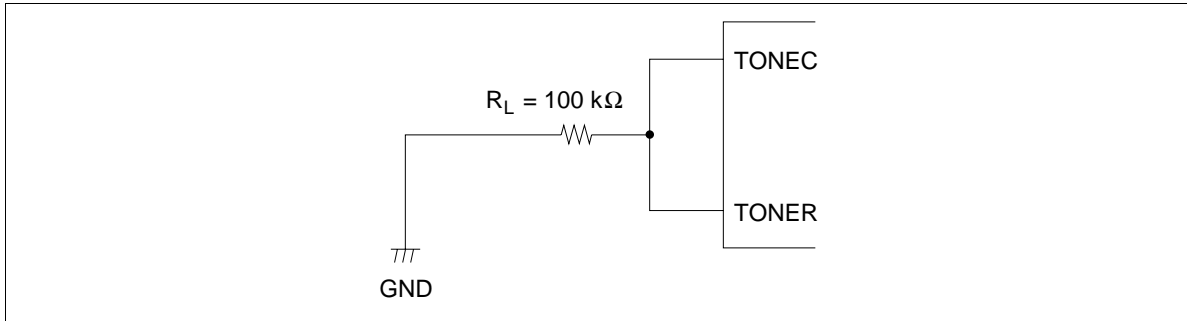 TONEC
R_L = 100 kΩ
TONER
GND